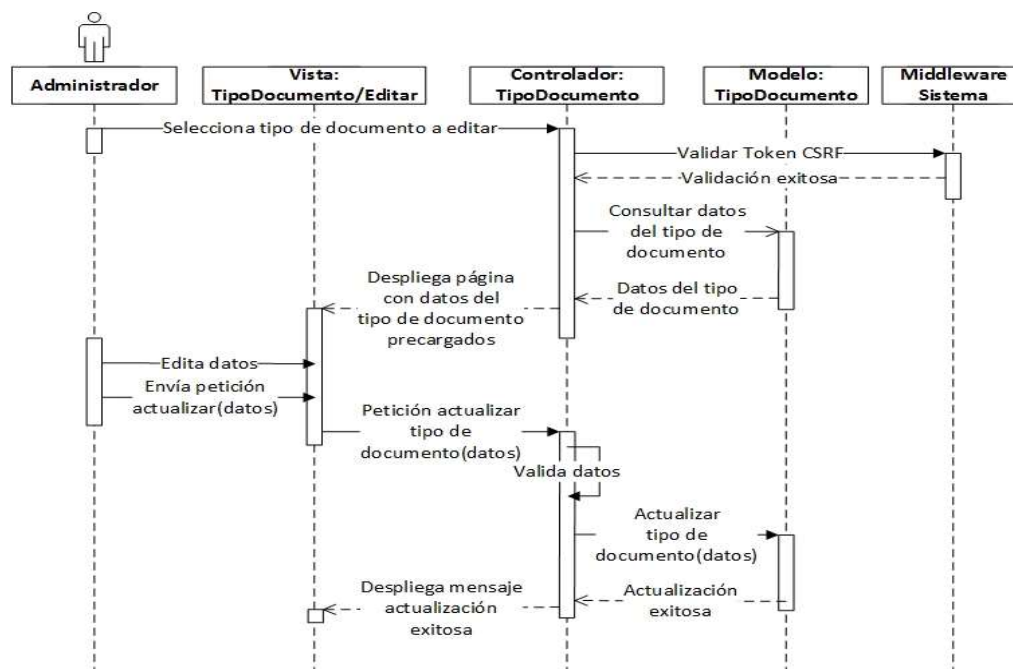 Administrador
Vista:
TipoDocumento/Editar
Controlador:
TipoDocumento
Modelo:
TipoDocumento
Middleware
Sistema
Selecciona tipo de documento a editar
Validar Token CSRF
Validación exitosa
Consultar datos
del tipo de
documento
Datos del tipo
de documento
Despliega página
con datos del
tipo de documento
precargados
Edita datos
Envía petición
actualizar(datos)
Petición actualizar
tipo de
documento(datos)
Valida datos
Actualizar
tipo de
documento(datos)
Actualización
exitosa
Despliega mensaje
actualización
exitosa